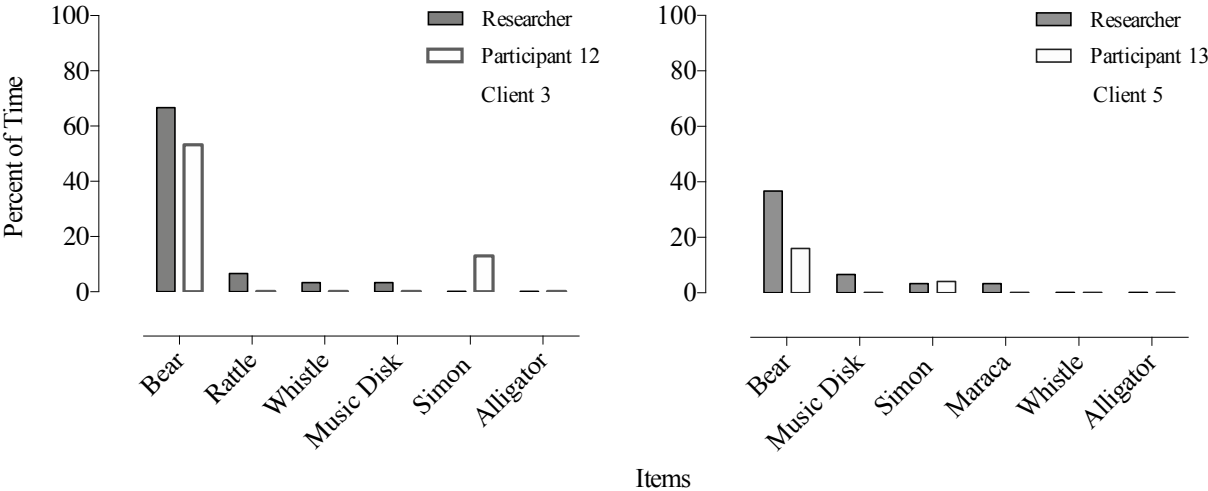 Percent of Time
100
80
60
40
20
0
Researcher
Participant 12
Client 3
Bear
Rattle
Whistle
Music Disk
Simon
Alligator
100
80
60
40
20
0
Researcher
Participant 13
Client 5
Bear
Music Disk
Simon
Maraca
Whistle
Alligator
Items